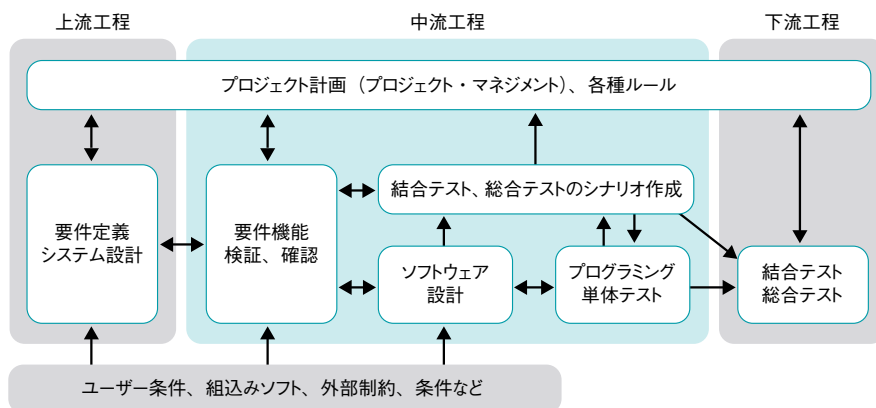 上流工程
中流工程
下流工程
プロジェクト計画（プロジェクト・マネジメント）、各種ルール
結合テスト、総合テストのシナリオ作成
要件定義
システム設計
要件機能
検証、確認
ソフトウェア
設計
プログラミング
単体テスト
結合テスト
総合テスト
ユーザー条件、組込みソフト、外部制約、条件など